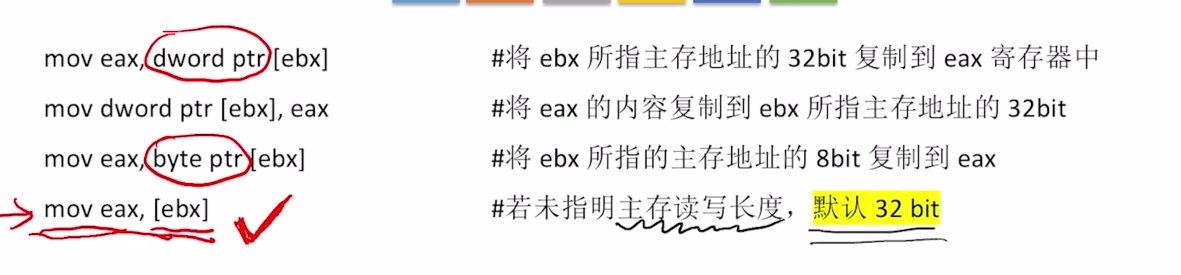 mov eax, dword ptr [ebx] #将 ebx 所指主存地址的 32bit 复制到 eax 寄存器中
mov dword ptr [ebx], eax #将 eax 的内容复制到 ebx 所指主存地址的 32bit
mov eax, byte ptr [ebx] #将 ebx 所指的主存地址的 8bit 复制到 eax
mov eax, [ebx] #若未指明主存读写长度，默认 32 bit